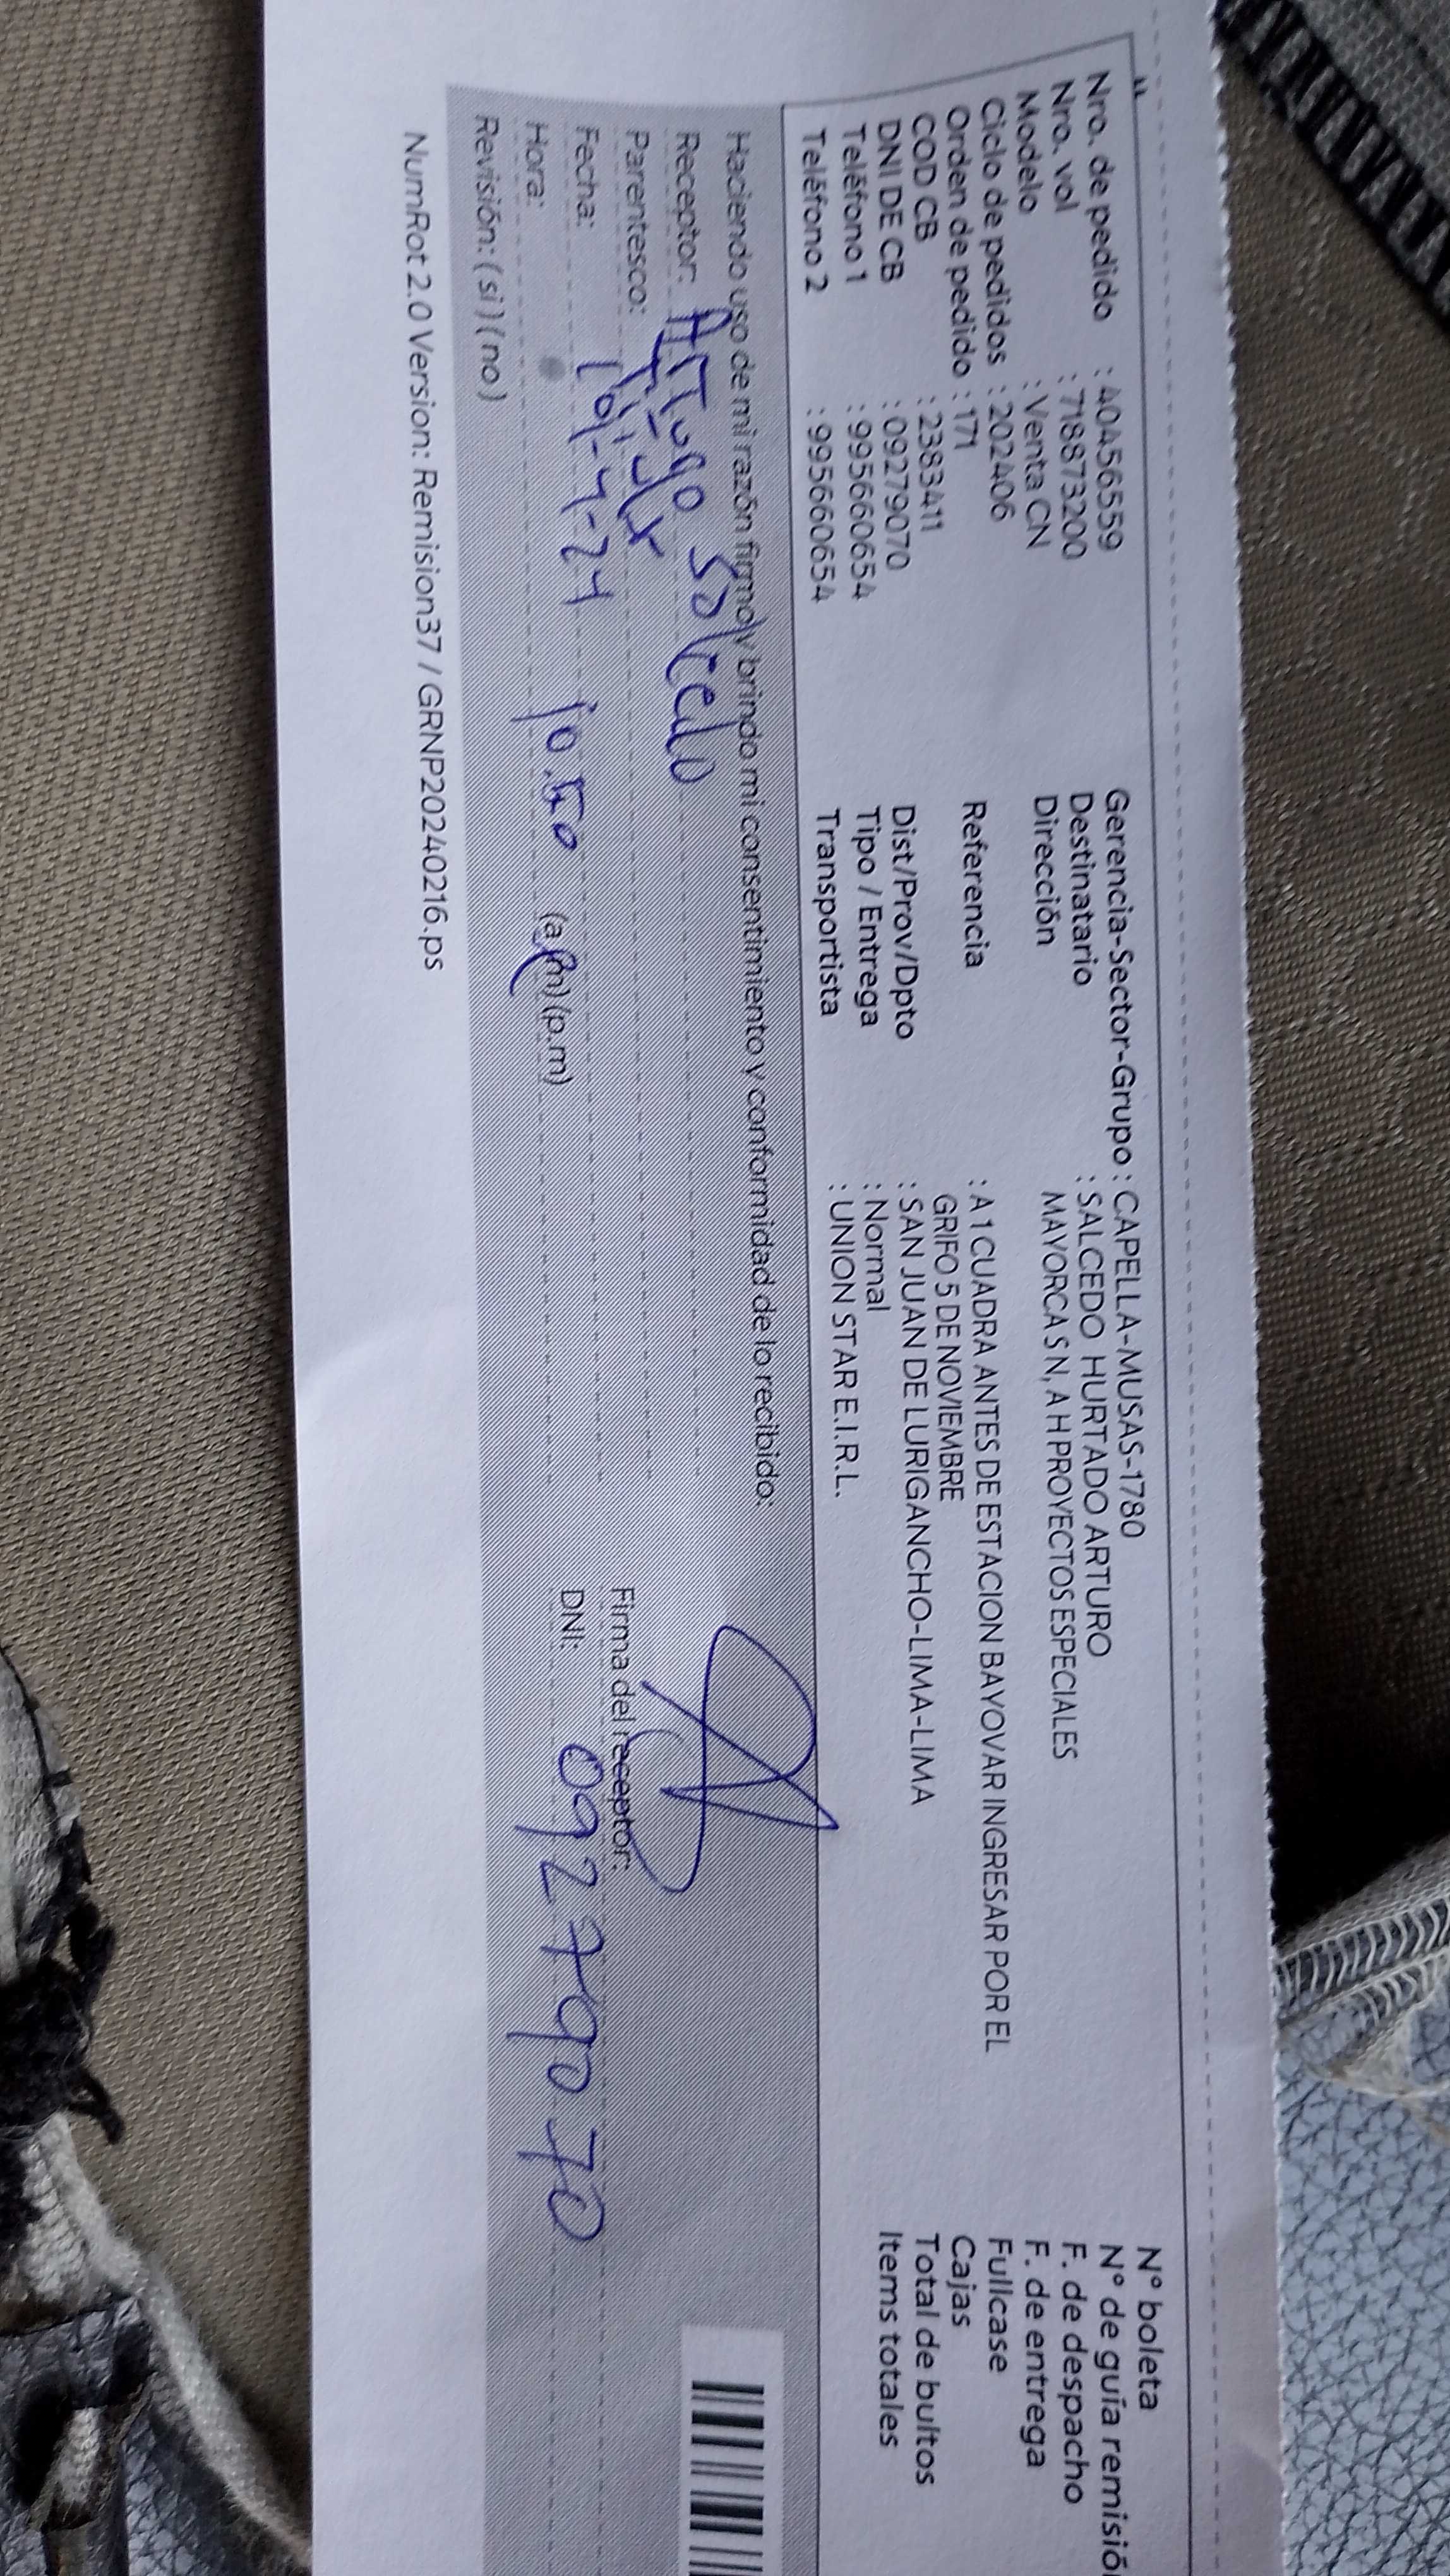 Nro. de pedido : 40456559
Nro. vol : 718873200
Modelo : Venta CN
Ciclo de pedidos : 202406
Orden de pedido : 171
COD CB : 2383411
DNI DE CB : 09279070
Teléfono 1 : 995660654
Teléfono 2 : 995660654
Gerencia-Sector-Grupo : CAPELLA-MUSAS-1780
Destinatario : SALCEDO HURTADO ARTURO
Dirección MAYORCA S N, A H PROYECTOS ESPECIALES
Referencia : A 1 CUADRA ANTES DE ESTACION BAYOVAR INGRESAR POR EL
GRIFO 5 DE NOVIEMBRE
Dist/Prov/Dpto : SAN JUAN DE LURIGANCHO-LIMA-LIMA
Tipo / Entrega : Normal
Transportista : UNION STAR E.I.R.L.
Nº boleta
Nº de guía remisió
F. de despacho
F. de entrega
Fullcase
Cajas
Total de bultos
Items totales
Haciendo uso de mi razón firmo y brindo mi consentimiento y conformidad de lo recibido:
Receptor:
Parentesco:
Fecha: 19-4-24
Hora: 10.50 (a.m) (p.m)
Revisión: ( si ) ( no )
Firma del receptor:
DNI: 09279070
NumRot 2.0 Version: Remision37 / GRNP20240216.ps